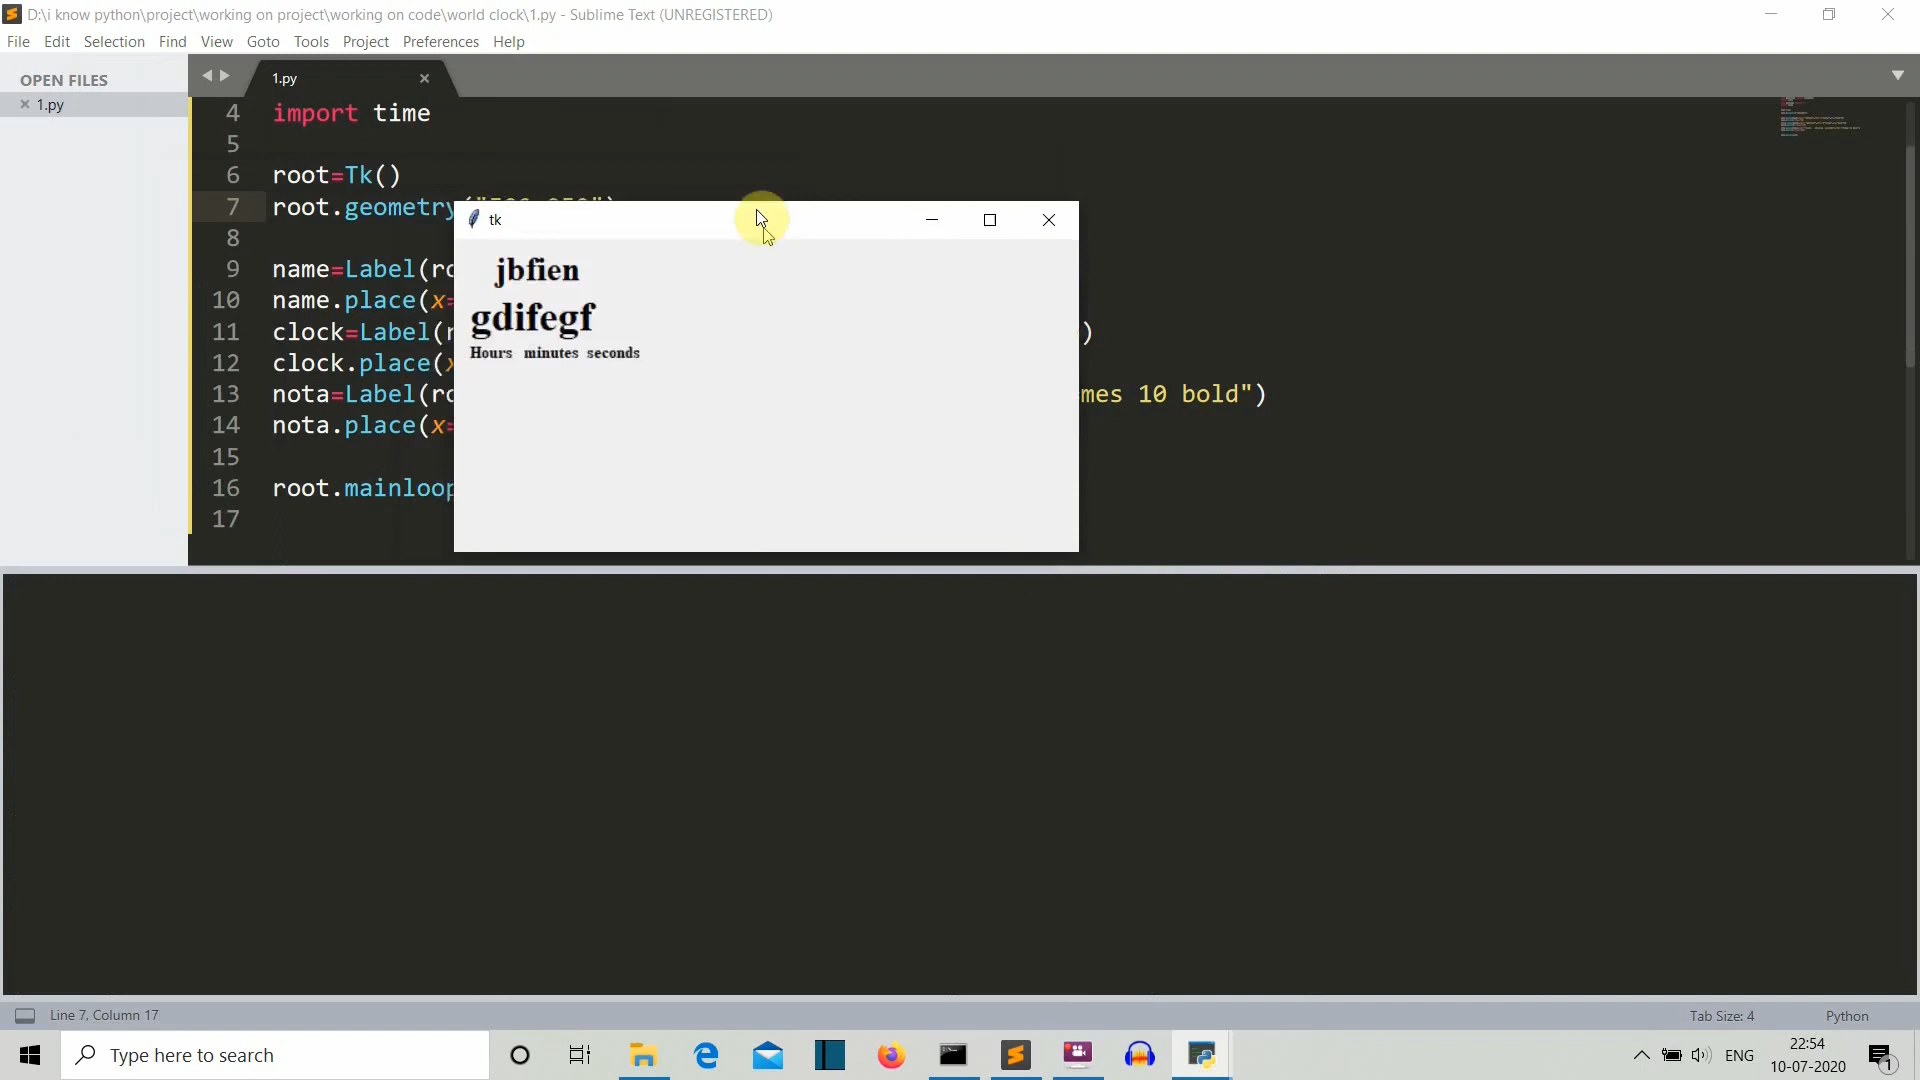 D:\i know python\project\working on project\working on code\world clock\1.py - Sublime Text (UNREGISTERED)
File Edit Selection Find View Goto Tools Project Preferences Help
OPEN FILES
1.py
1.py
4 import time
5
6 root=Tk()
7 root.geometry
8
9 name=Label(
10 name.place(x=
11 clock=Label( )
12 clock.place(
13 nota=Label( mes 10 bold")
14 nota.place(x=
15
16 root.mainloop
17
tk
jbfien
gdifegf
Hours minutes seconds
Line 7, Column 17
Tab Size: 4 Python
Type here to search
ENG
22:54
10-07-2020
1